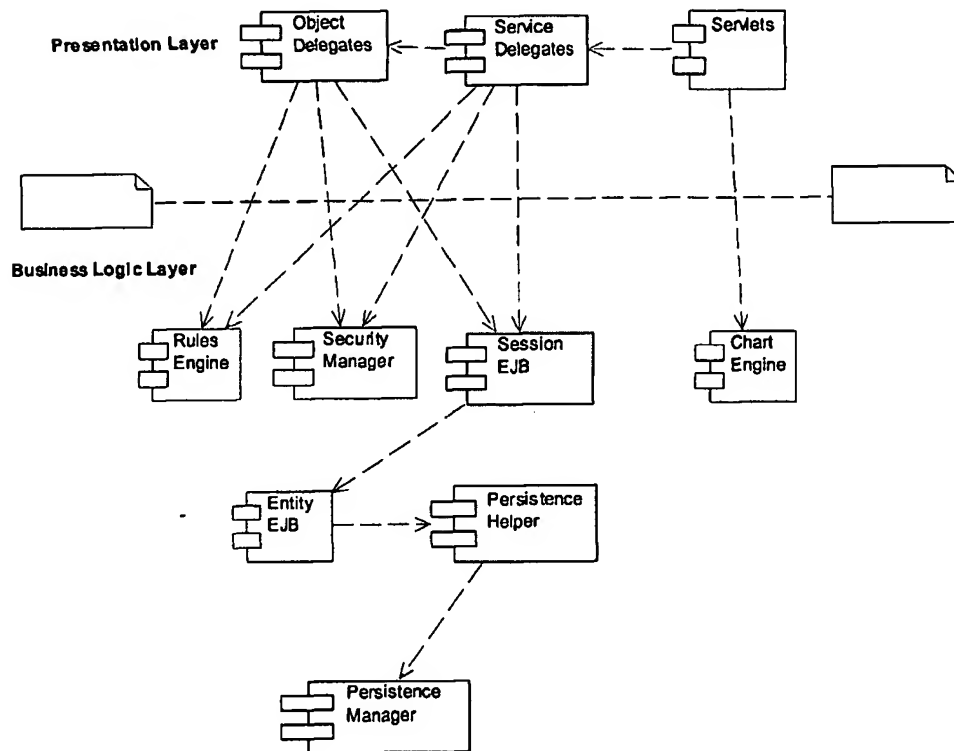 Presentation Layer
Object
Delegates
Service
Delegates
Servlets
Business Logic Layer
Rules
Engine
Security
Manager
Session
EJB
Chart
Engine
Entity
EJB
Persistence
Helper
Persistence
Manager